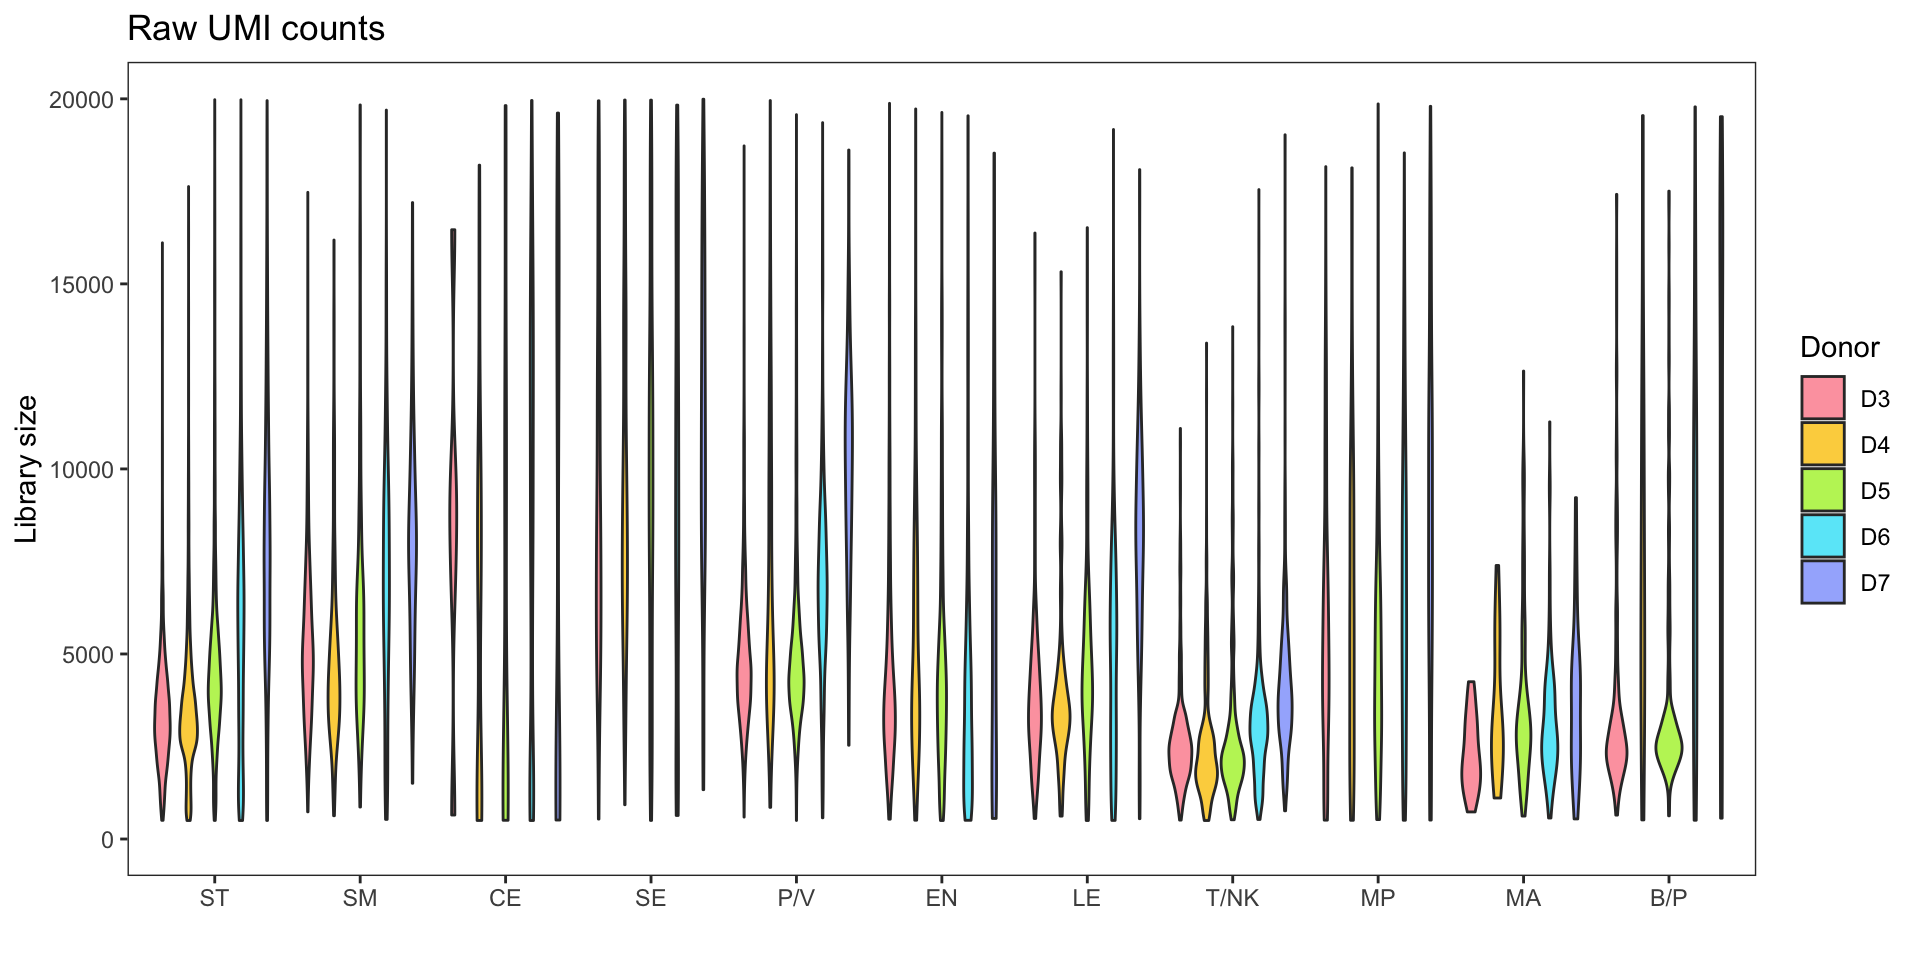 Raw UMI counts
Library size
20000
15000
10000
5000
0
ST SM CE SE P/V EN LE T/NK MP MA B/P
Donor
D3
D4
D5
D6
D7